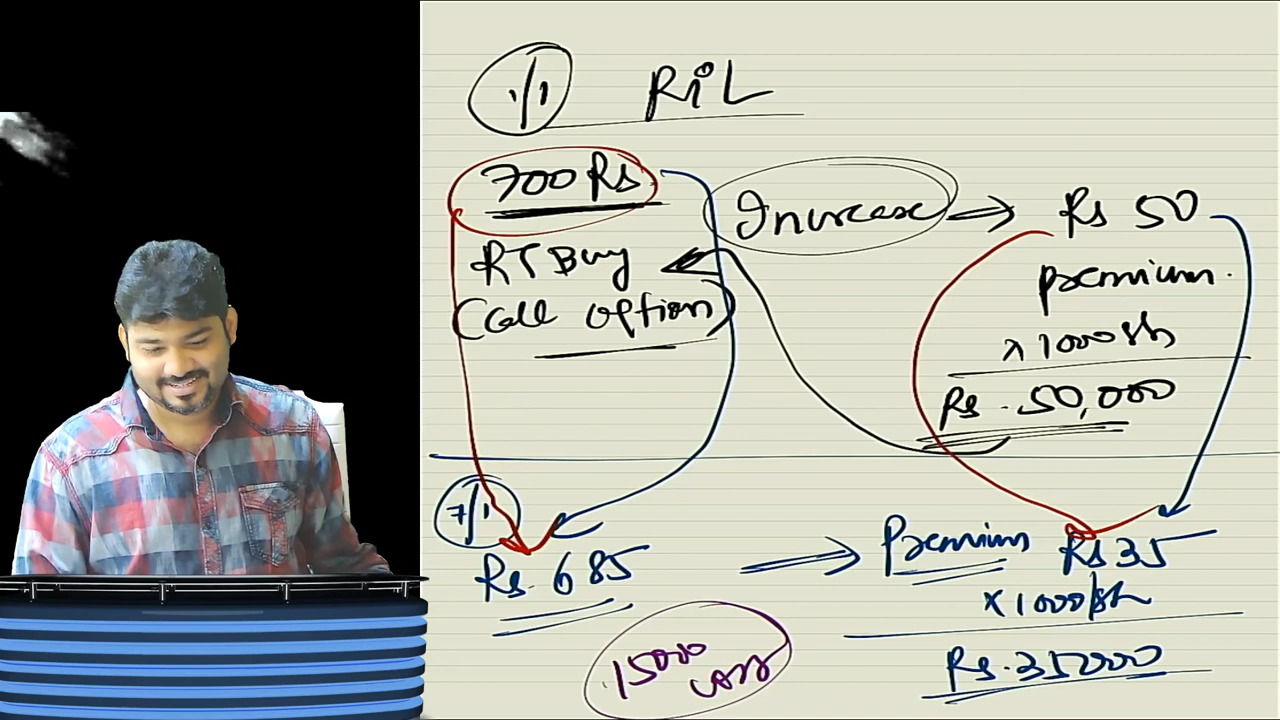 1/1 RiL
700 Rs Increase ⇒ Rs 50
RT Buy premium.
(Call option) x 1000 Sh
Rs. 50,000
7/1
Rs. 685 ⇒ Premium Rs 35
x 1000/sh
15000 Loss
Rs. 35000